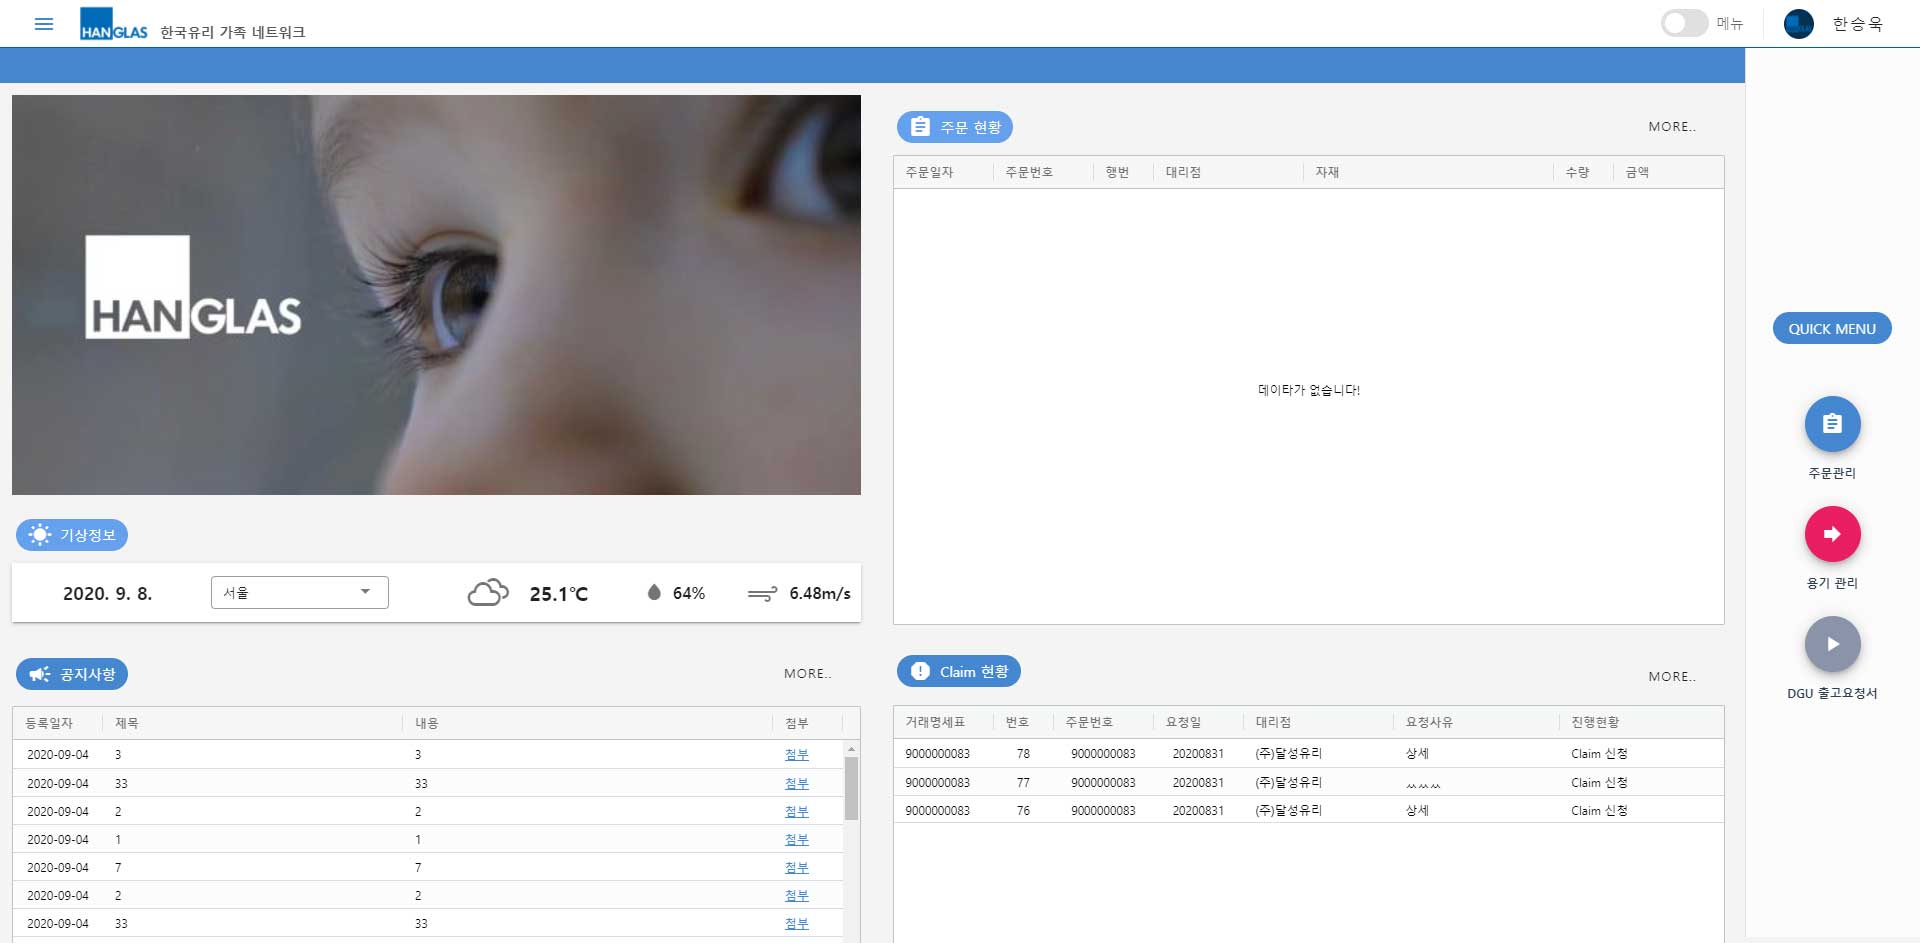 HANGLAS 한국유리 가족 네트워크
메뉴
한승욱
HANGLAS
기상정보
2020. 9. 8.
서울
25.1℃
64%
6.48m/s
공지사항
MORE..
등록일자 제목 내용 첨부
2020-09-04 3 3 첨부
2020-09-04 33 33 첨부
2020-09-04 2 2 첨부
2020-09-04 1 1 첨부
2020-09-04 7 7 첨부
2020-09-04 2 2 첨부
2020-09-04 33 33 첨부
주문 현황
MORE..
주문일자 주문번호 행번 대리점 자재 수량 금액
데이타가 없습니다!
Claim 현황
MORE..
거래명세표 번호 주문번호 요청일 대리점 요청사유 진행현황
9000000083 78 9000000083 20200831 (주)달성유리 상세 Claim 신청
9000000083 77 9000000083 20200831 (주)달성유리 ㅆㅆㅆ Claim 신청
9000000083 76 9000000083 20200831 (주)달성유리 상세 Claim 신청
QUICK MENU
주문관리
용기 관리
DGU 출고요청서